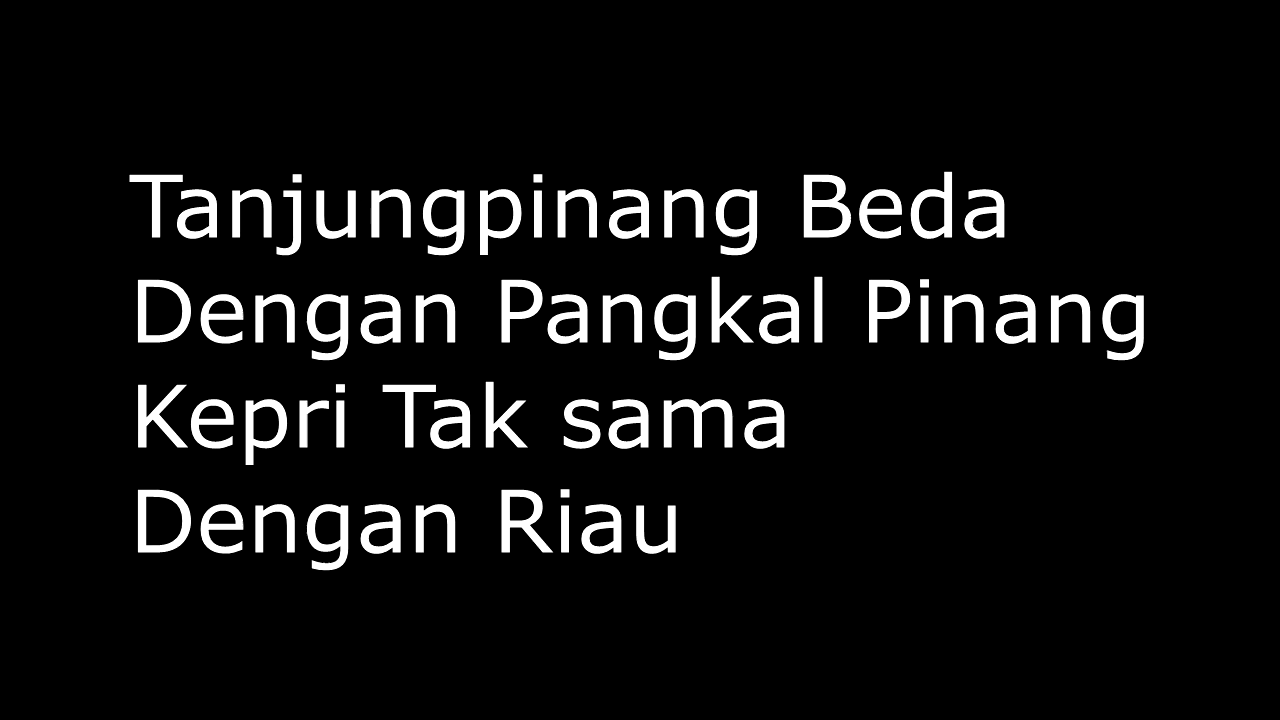 Tanjungpinang Beda
Dengan Pangkal Pinang
Kepri Tak sama
Dengan Riau